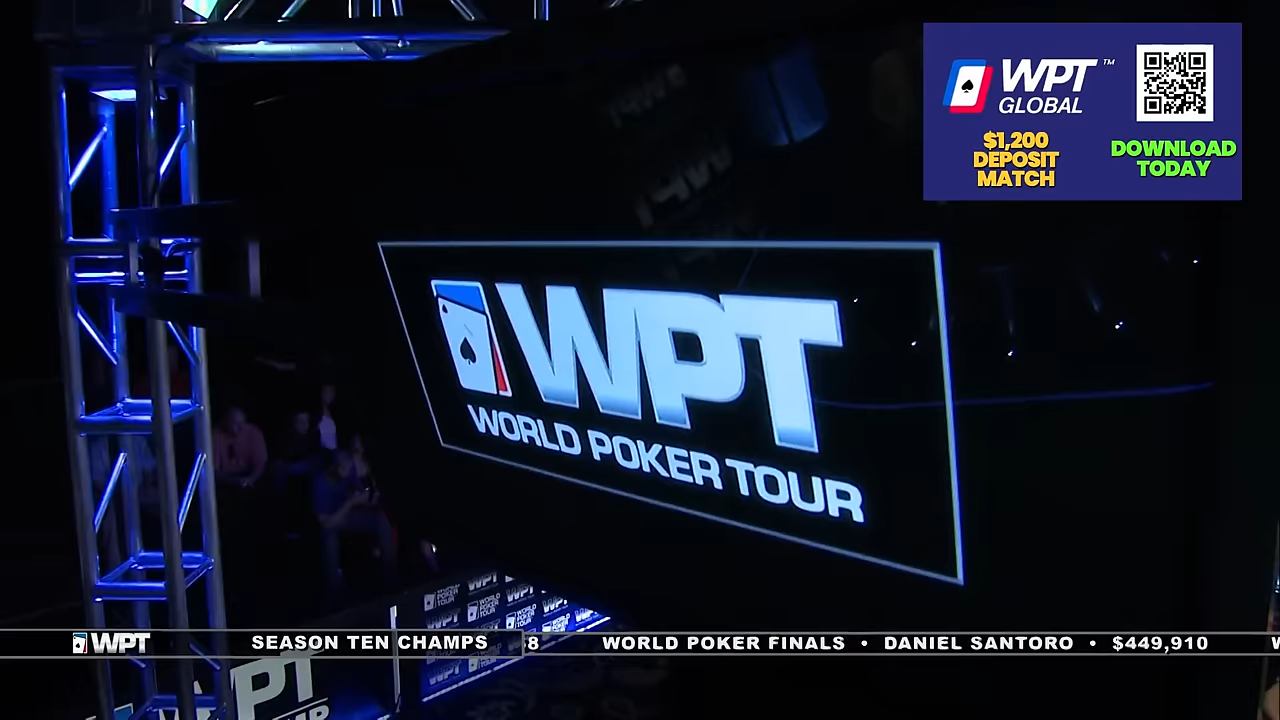 WPT™
GLOBAL
$1,200
DEPOSIT
MATCH
DOWNLOAD
TODAY
WPT
WORLD POKER TOUR
WPT SEASON TEN CHAMPS 8 WORLD POKER FINALS • DANIEL SANTORO • $449,910
WPT